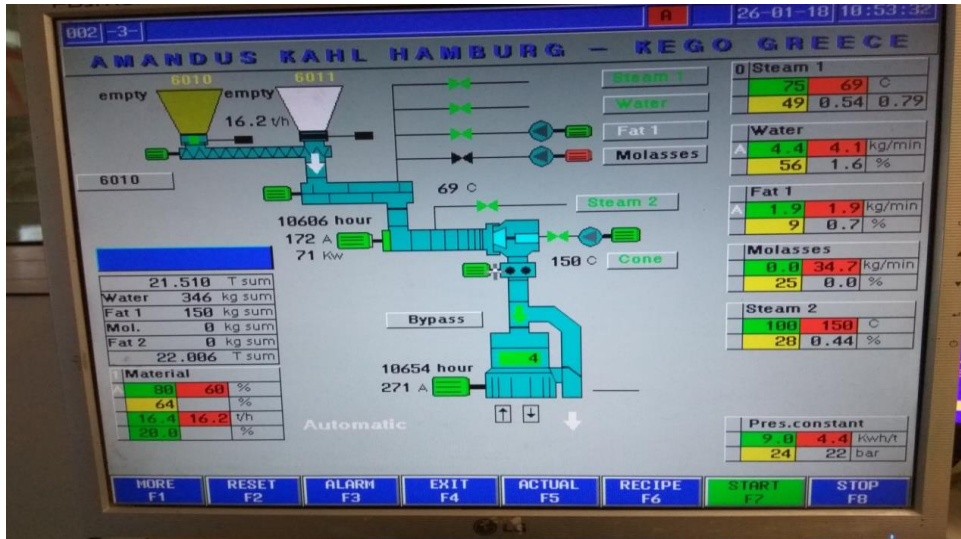 002 -3-
A
26-01-18 10:53:32
AMANDUS KAHL HAMBURG - KEGO GREECE
6010
6011
empty
empty
16.2 t/h
6010
Steam 1
Water
Fat 1
Molasses
69 C
Steam 2
10606 hour
172 A
71 Kw
150 C
Cone
Bypass
4
10654 hour
271 A
Automatic
21.510 T sum
Water 346 kg sum
Fat 1 150 kg sum
Mol. 0 kg sum
Fat 2 0 kg sum
22.006 T sum
1 Material
A 80 60 %
64 %
16.4 16.2 t/h
20.0 %
0 Steam 1
75 69 C
49 0.54 0.79
Water
A 4.4 4.1 kg/min
56 1.6 %
Fat 1
A 1.9 1.9 kg/min
9 0.7 %
Molasses
0.0 34.7 kg/min
25 0.0 %
Steam 2
100 150 C
28 0.44 %
Pres.constant
9.0 4.4 Kwh/t
24 22 bar
MORE F1
RESET F2
ALARM F3
EXIT F4
ACTUAL F5
RECIPE F6
START F7
STOP F8
LG